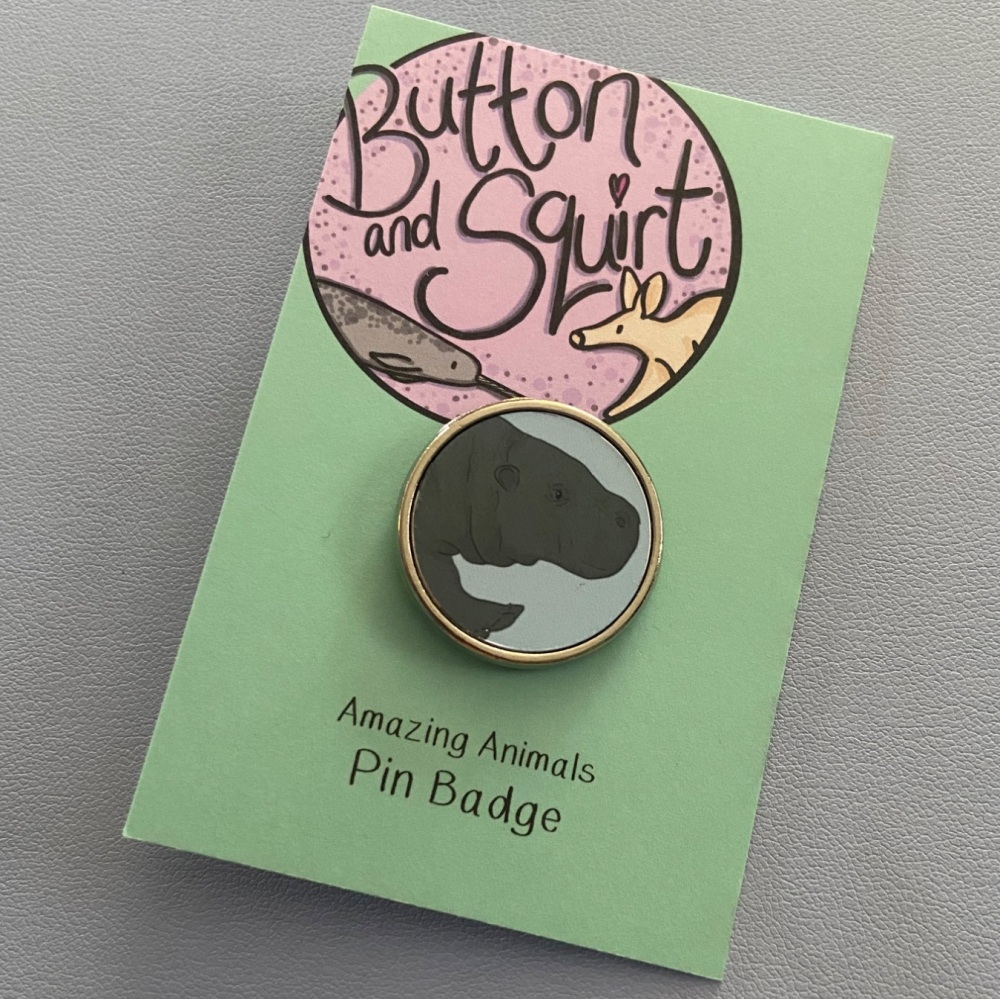 Button
and Squirt
Amazing Animals
Pin Badge